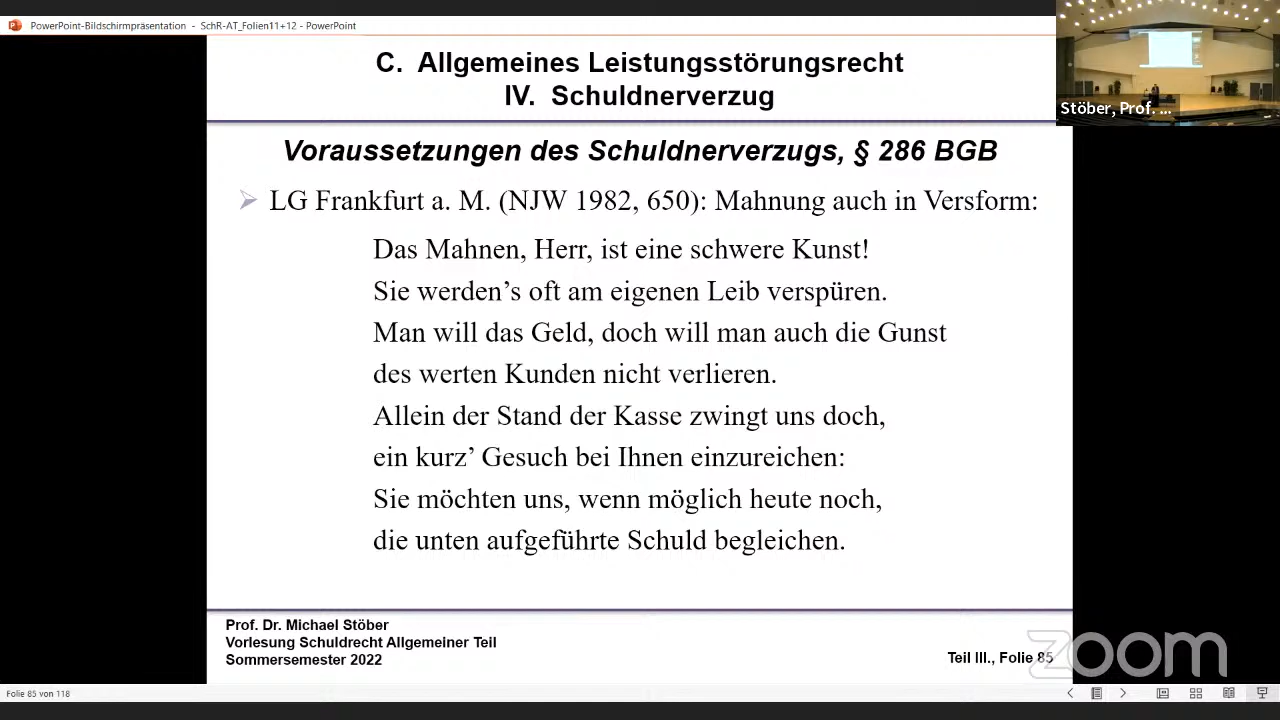 PowerPoint-Bildschirmpräsentation - SchR-AT_Folien11+12 - PowerPoint
Stöber, Prof. ...
C. Allgemeines Leistungsstörungsrecht
IV. Schuldnerverzug
Voraussetzungen des Schuldnerverzugs, § 286 BGB
LG Frankfurt a. M. (NJW 1982, 650): Mahnung auch in Versform:
Das Mahnen, Herr, ist eine schwere Kunst!
Sie werden’s oft am eigenen Leib verspüren.
Man will das Geld, doch will man auch die Gunst
des werten Kunden nicht verlieren.
Allein der Stand der Kasse zwingt uns doch,
ein kurz’ Gesuch bei Ihnen einzureichen:
Sie möchten uns, wenn möglich heute noch,
die unten aufgeführte Schuld begleichen.
Prof. Dr. Michael Stöber
Vorlesung Schuldrecht Allgemeiner Teil
Sommersemester 2022
Teil III., Folie 85
zoom
Folie 85 von 118